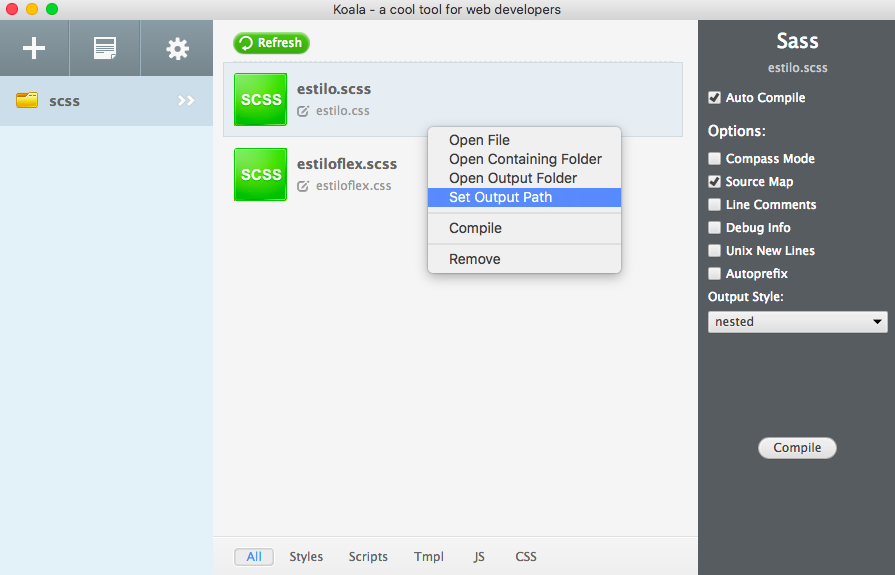 Koala - a cool tool for web developers
scss
Refresh
SCSS
estilo.scss
estilo.css
SCSS
estiloflex.scss
estiloflex.css
Open File
Open Containing Folder
Open Output Folder
Set Output Path
Compile
Remove
All Styles Scripts Tmpl JS CSS
Sass
estilo.scss
Auto Compile
Options:
Compass Mode
Source Map
Line Comments
Debug Info
Unix New Lines
Autoprefix
Output Style:
nested
Compile